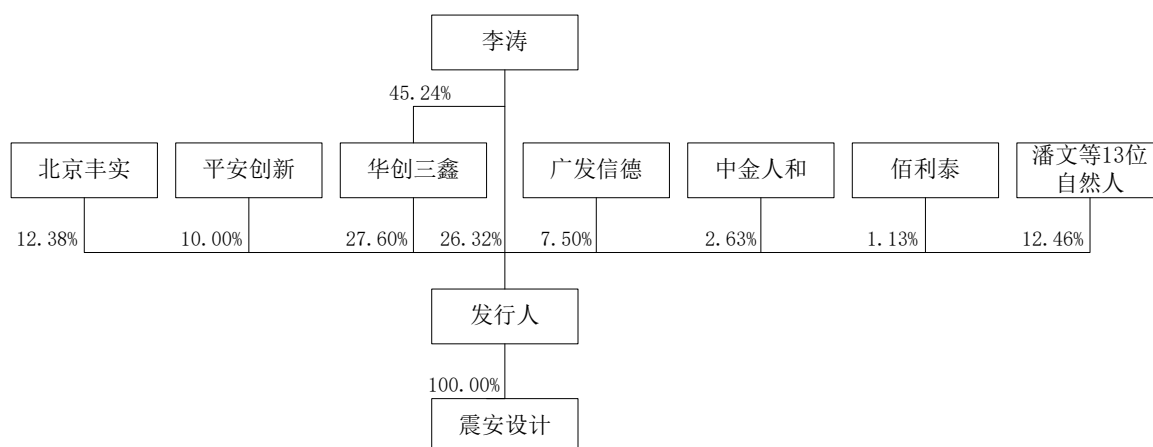 李涛
45.24%
北京丰实
平安创新
华创三鑫
广发信德
中金人和
佰利泰
潘文等13位
自然人
12.38%
10.00%
27.60%
26.32%
7.50%
2.63%
1.13%
12.46%
发行人
100.00%
震安设计